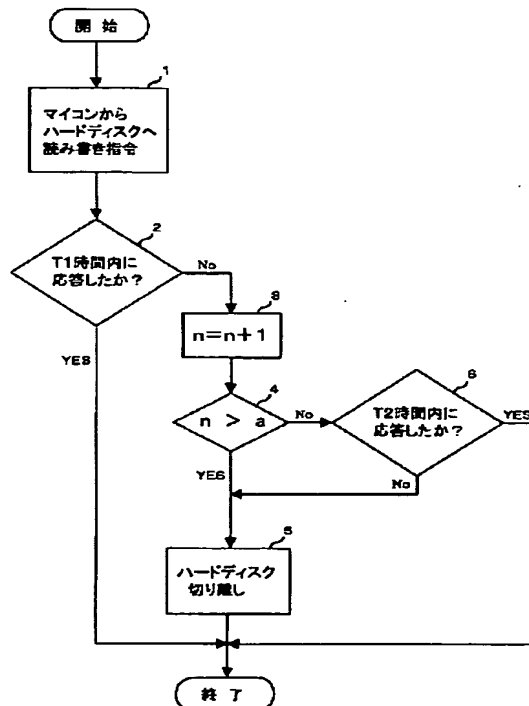 開始
1
マイコンから
ハードディスクへ
読み書き指令
2
T1時間内に
応答したか？
No
YES
3
n=n+1
4
n > a
No
YES
6
T2時間内に
応答したか？
YES
No
5
ハードディスク
切り離し
終了